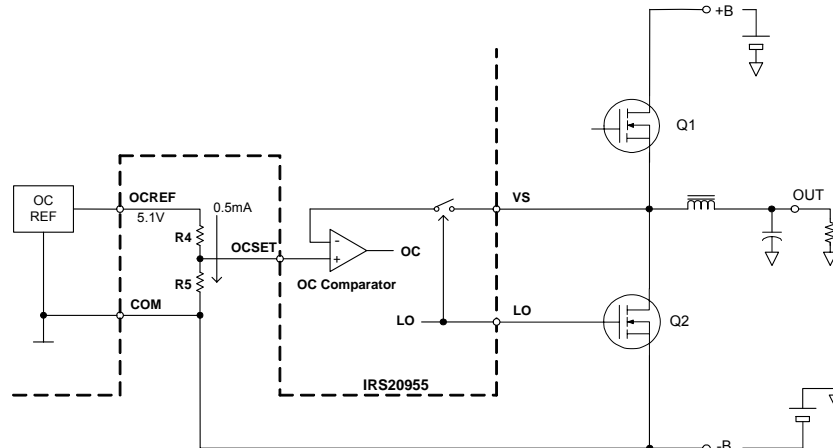 +B
Q1
OC
REF
OCREF
5.1V
0.5mA
R4
OCSET
R5
COM
-
+
OC
OC Comparator
VS
OUT
LO
LO
Q2
IRS20955
-B